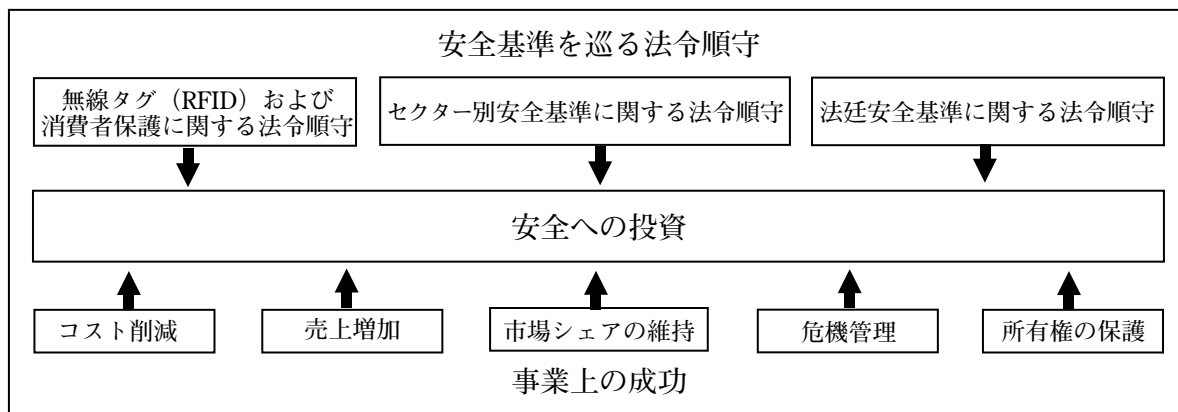 安全基準を巡る法令順守
無線タグ（RFID）および
消費者保護に関する法令順守
セクター別安全基準に関する法令順守
法廷安全基準に関する法令順守
安全への投資
コスト削減
売上増加
市場シェアの維持
危機管理
所有権の保護
事業上の成功